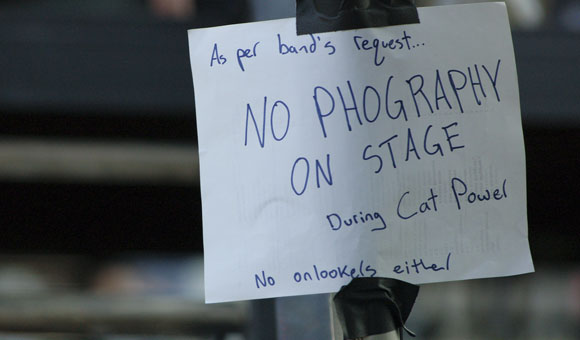 As per band's request...
NO PHOGRAPHY
ON STAGE
During Cat Power
No onlookers either